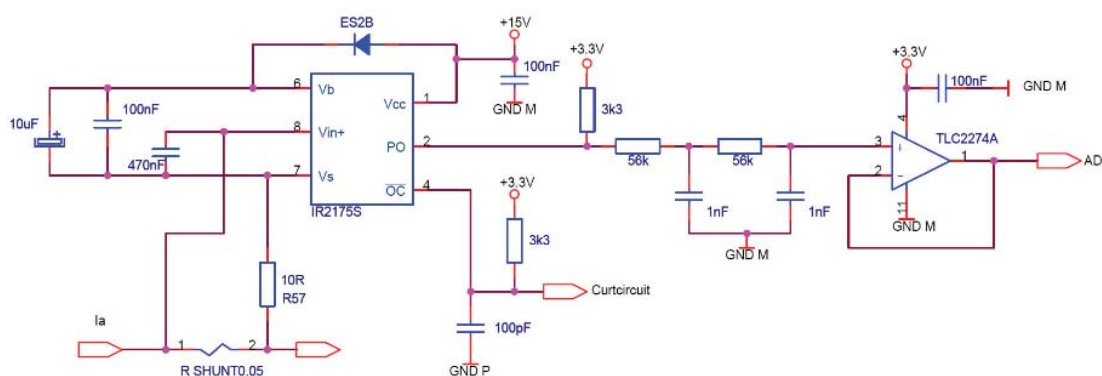 ES2B
+15V
+3.3V
+3.3V
100nF
GND M
100nF
GND M
10uF
+
100nF
470nF
6 Vb
8 Vin+
7 Vs
Vcc 1
PO 2
OC 4
IR2175S
3k3
56k
56k
1nF
1nF
GND M
4
TLC2274A
3 +
2 -
1
11
GND M
AD
+3.3V
3k3
Curtcircuit
100pF
GND P
10R
R57
Ia
1 2
R SHUNT0.05